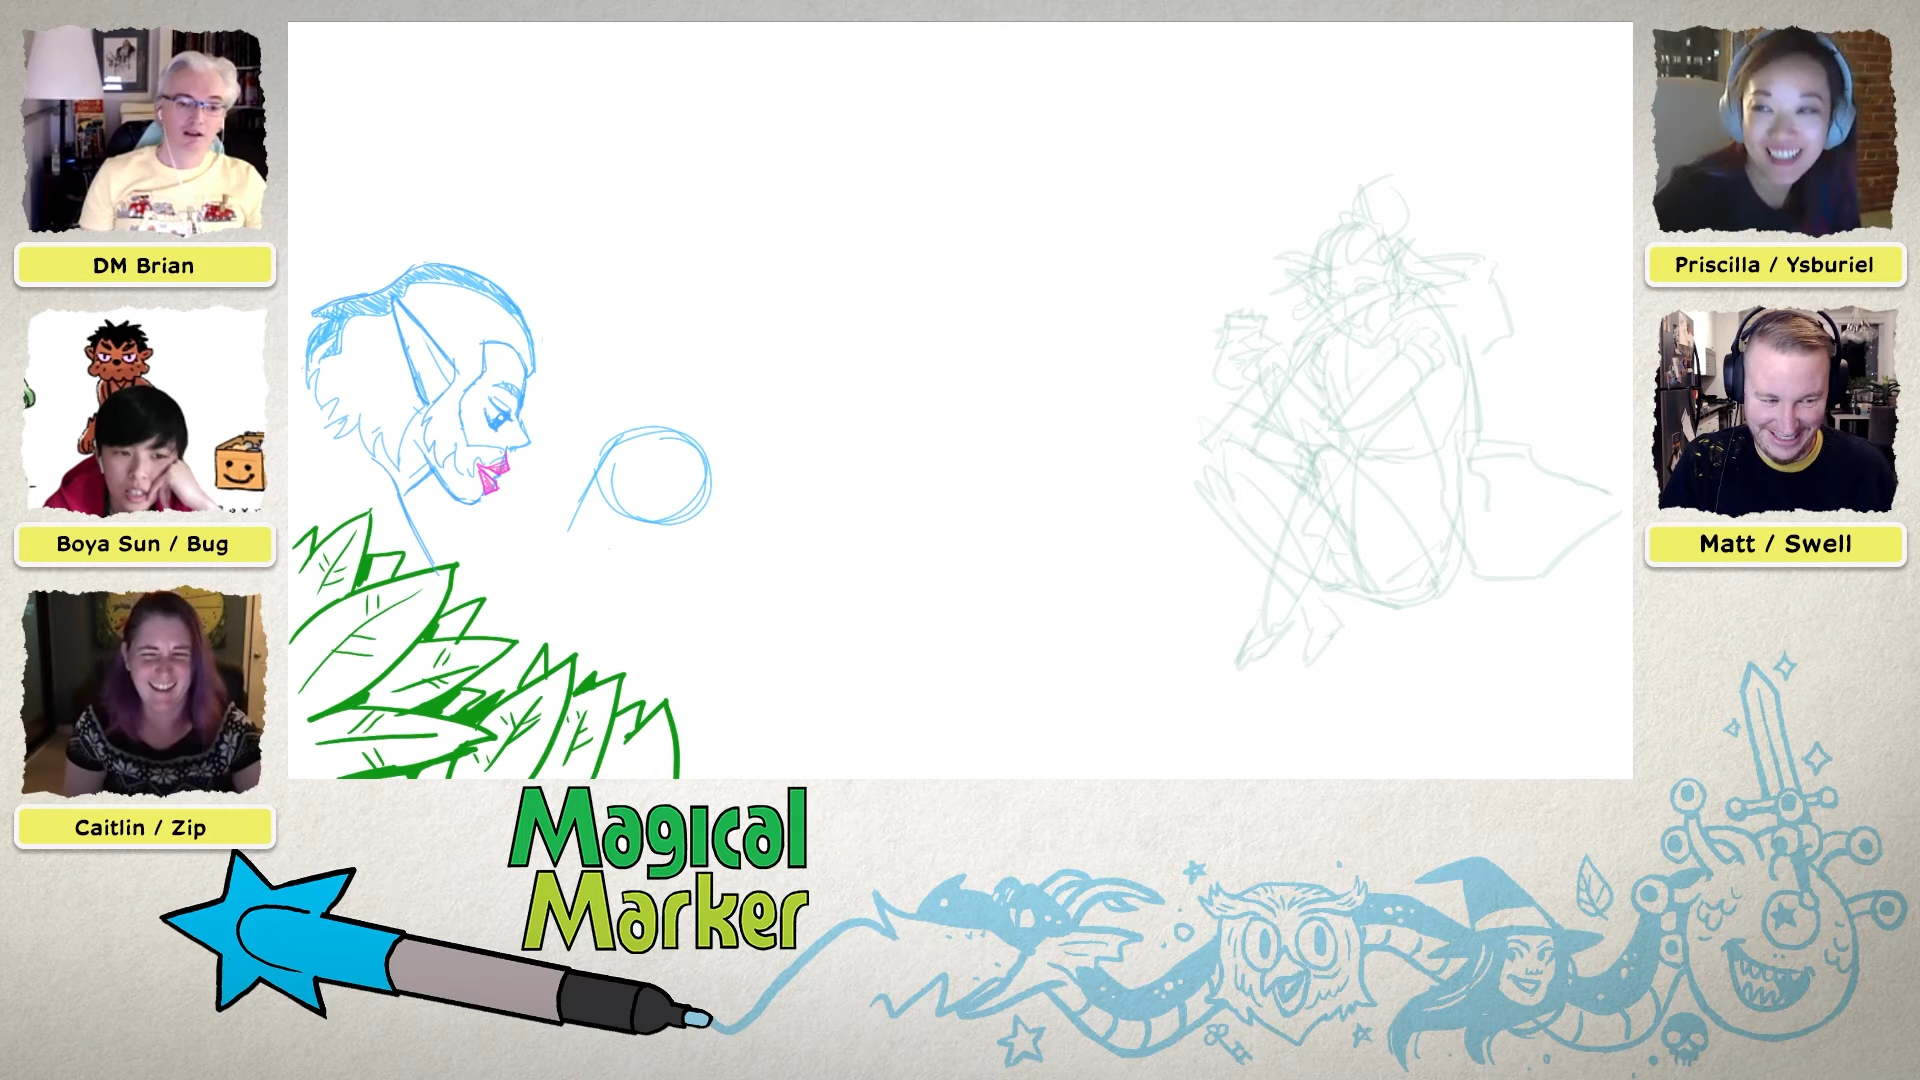 DM Brian
Priscilla / Ysburiel
Boya Sun / Bug
Matt / Swell
Caitlin / Zip
Magical
Marker